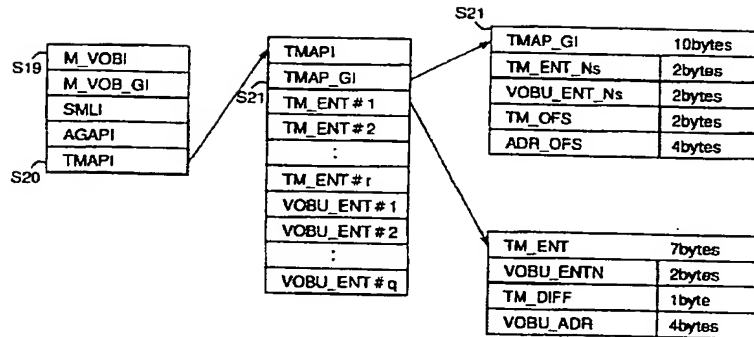 S19
M_VOBI
M_VOB_GI
SMLI
AGAPI
S20
TMAPI
TMAPI
S21
TMAP_GI
TM_ENT#1
TM_ENT#2
:
TM_ENT#r
VOBU_ENT#1
VOBU_ENT#2
:
VOBU_ENT#q
S21
TMAP_GI 10bytes
TM_ENT_Ns 2bytes
VOBU_ENT_Ns 2bytes
TM_OFS 2bytes
ADR_OFS 4bytes
TM_ENT 7bytes
VOBU_ENTN 2bytes
TM_DIFF 1byte
VOBU_ADR 4bytes